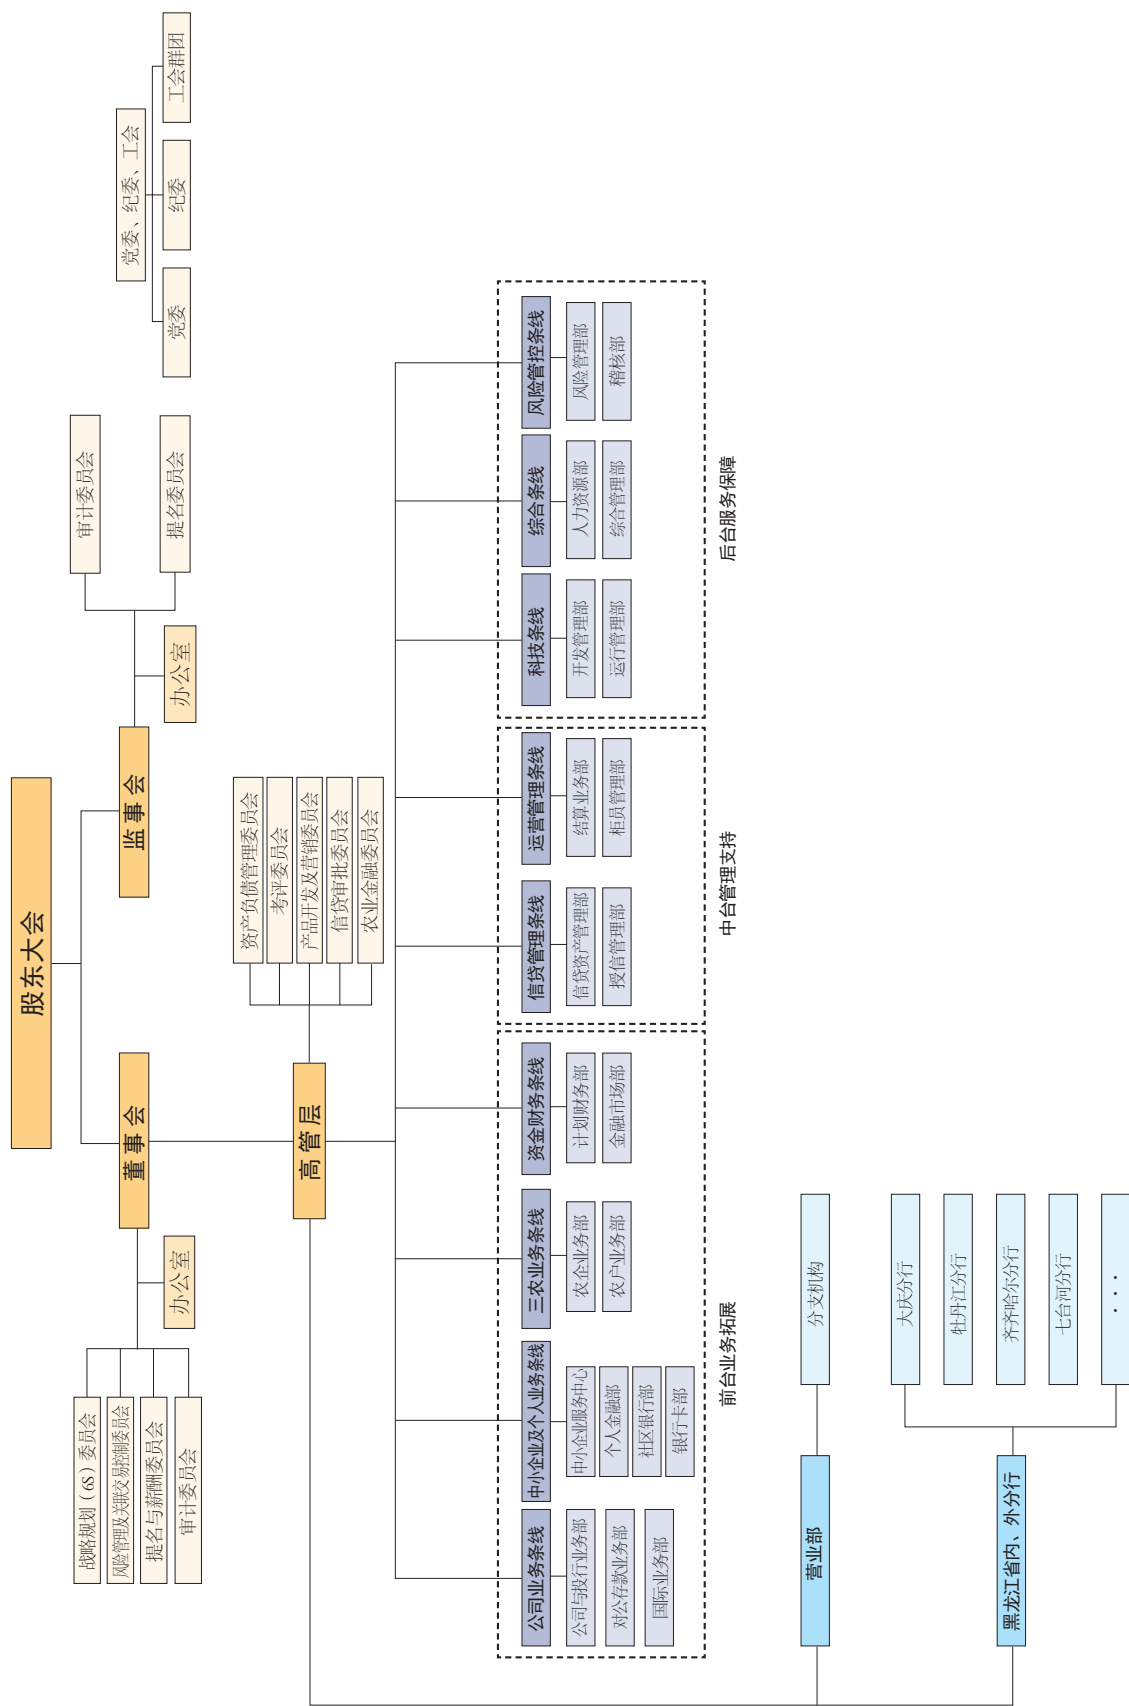 股东大会
董事会
监事会
党委、纪委、工会
党委
纪委
工会群团
办公室
战略规划（6S）委员会
风险管理及关联交易控制委员会
提名与薪酬委员会
审计委员会
办公室
审计委员会
提名委员会
高管层
资产负债管理委员会
考评委员会
产品开发及营销委员会
信贷审批委员会
农业金融委员会
公司业务条线
公司与投行业务部
对公存款业务部
国际业务部
中小企业及个人业务条线
中小企业服务中心
个人金融部
社区银行部
银行卡部
三农业务条线
农企业务部
农户业务部
资金财务条线
计划财务部
金融市场部
前台业务拓展
信贷管理条线
信贷资产管理部
授信管理部
运营管理条线
结算业务部
柜员管理部
中台管理支持
科技条线
开发管理部
运行管理部
综合条线
人力资源部
综合管理部
风险管控条线
风险管理部
稽核部
后台服务保障
营业部
分支机构
黑龙江省内、外分行
大庆分行
牡丹江分行
齐齐哈尔分行
七台河分行
···